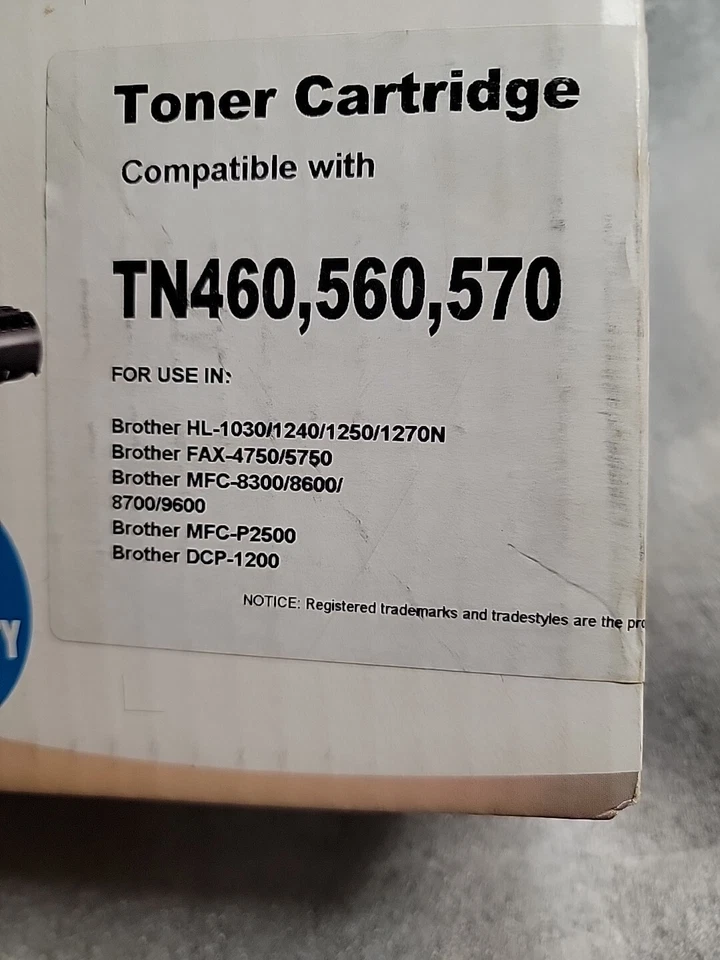 Toner Cartridge
Compatible with
TN460,560,570
FOR USE IN:
Brother HL-1030/1240/1250/1270N
Brother FAX-4750/5750
Brother MFC-8300/8600/
8700/9600
Brother MFC-P2500
Brother DCP-1200
NOTICE: Registered trademarks and tradestyles are the